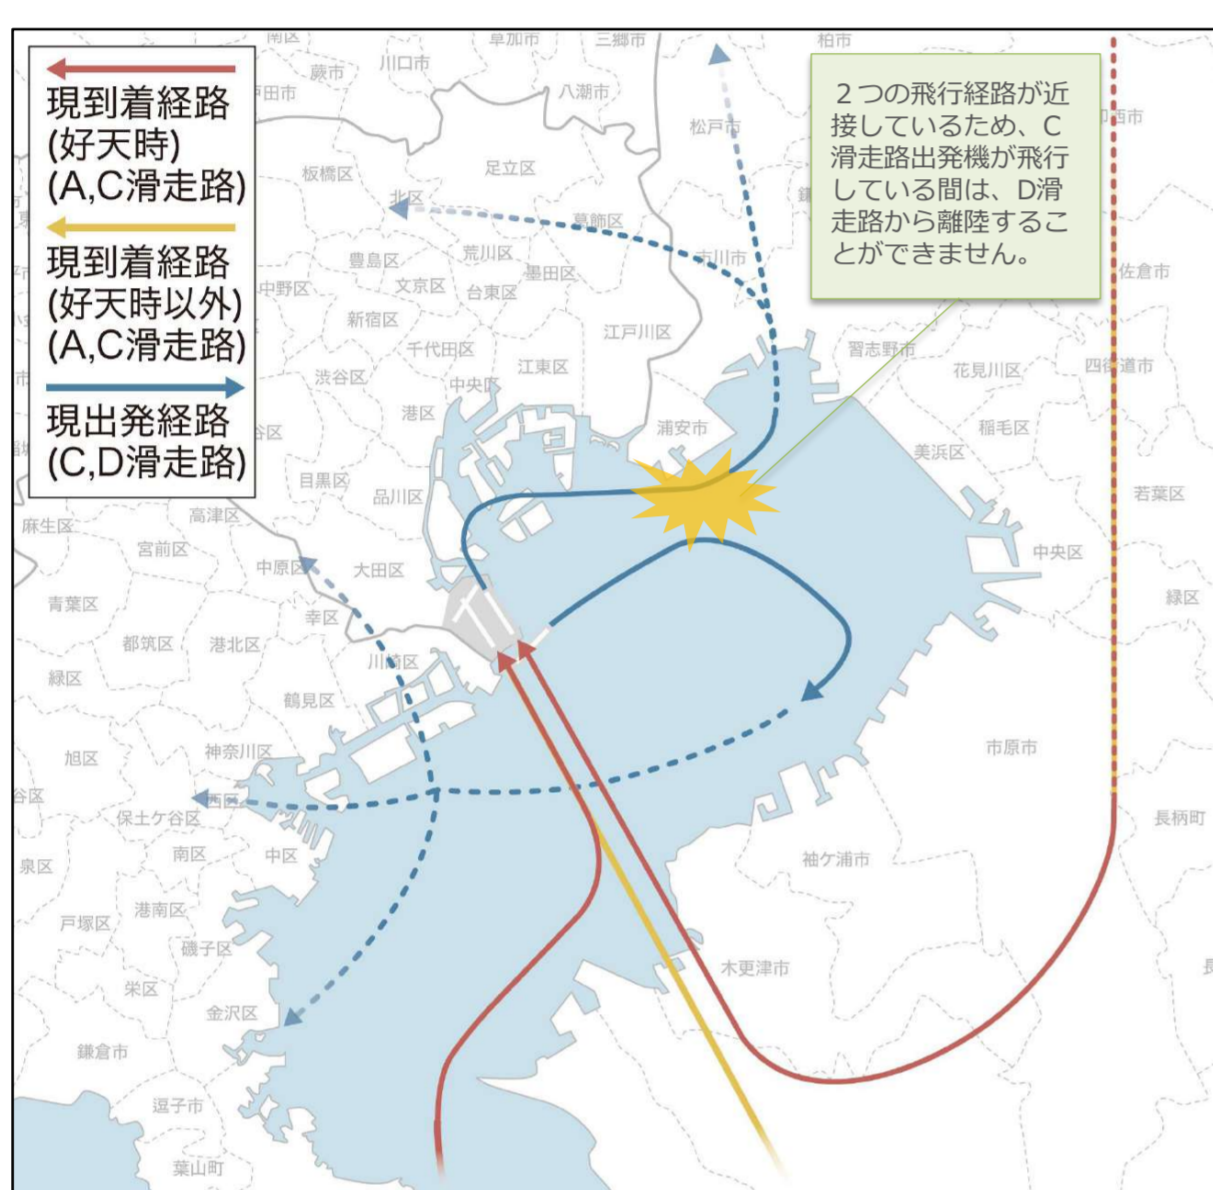 現到着経路
(好天時)
(A,C滑走路)
現到着経路
(好天時以外)
(A,C滑走路)
現出発経路
(C,D滑走路)
２つの飛行経路が近
接しているため、C
滑走路出発機が飛行
している間は、D滑
走路から離陸するこ
とができません。
南区
草加市
三郷市
柏市
川口市
蕨市
戸田市
八潮市
松戸市
印西市
足立区
板橋区
北区
葛飾区
市川市
荒川区
豊島区
墨田区
文京区
台東区
中野区
佐倉市
新宿区
江戸川区
千代田区
習志野市
江東区
花見川区
四街道市
渋谷区
中央区
港区
浦安市
稲毛区
美浜区
目黒区
品川区
若葉区
高津区
麻生区
宮前区
中原区
大田区
中央区
青葉区
幸区
緑区
都筑区
港北区
川崎区
緑区
鶴見区
神奈川区
市原市
旭区
西区
保土ケ谷区
長柄町
南区
中区
袖ケ浦市
泉区
港南区
戸塚区
磯子区
木更津市
栄区
金沢区
鎌倉市
逗子市
葉山町